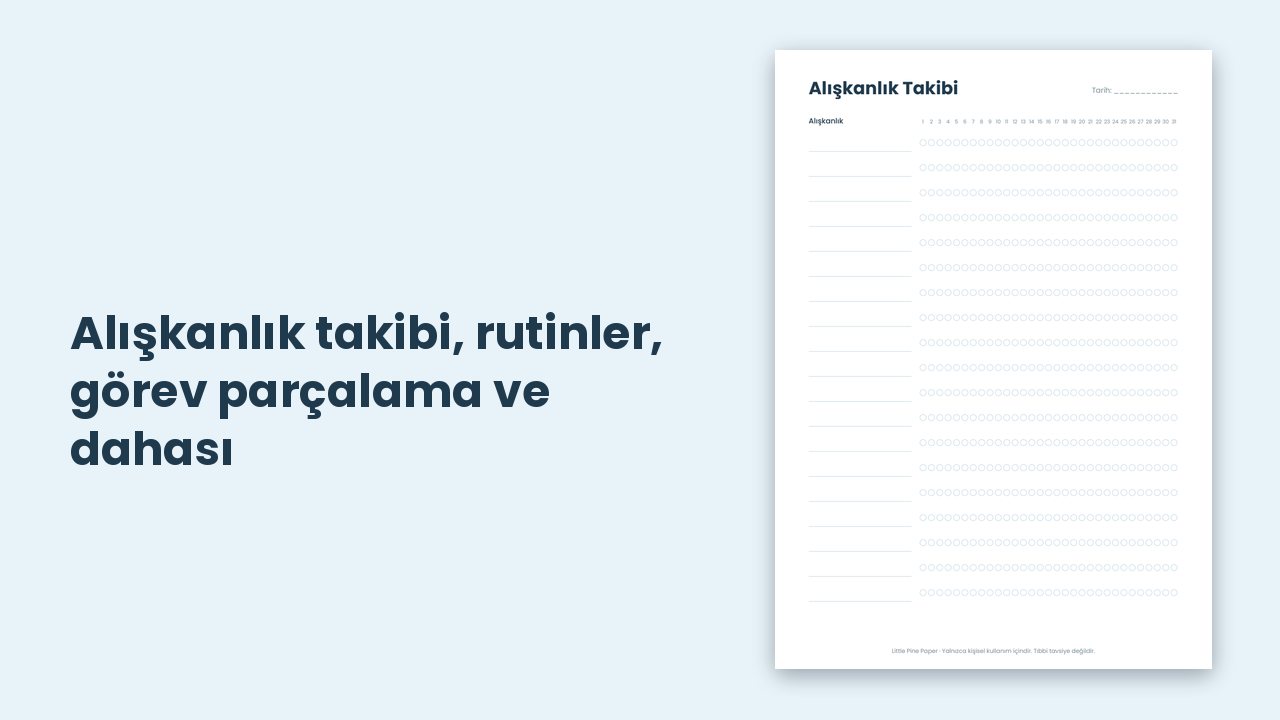 Alışkanlık takibi, rutinler,
görev parçalama ve
dahası
Alışkanlık Takibi
Tarih: _ _ _ _ _ _ _ _ _ _ _ _
Alışkanlık 1 2 3 4 5 6 7 8 9 10 11 12 13 14 15 16 17 18 19 20 21 22 23 24 25 26 27 28 29 30 31
Little Pine Paper · Yalnızca kişisel kullanım içindir. Tıbbi tavsiye değildir.